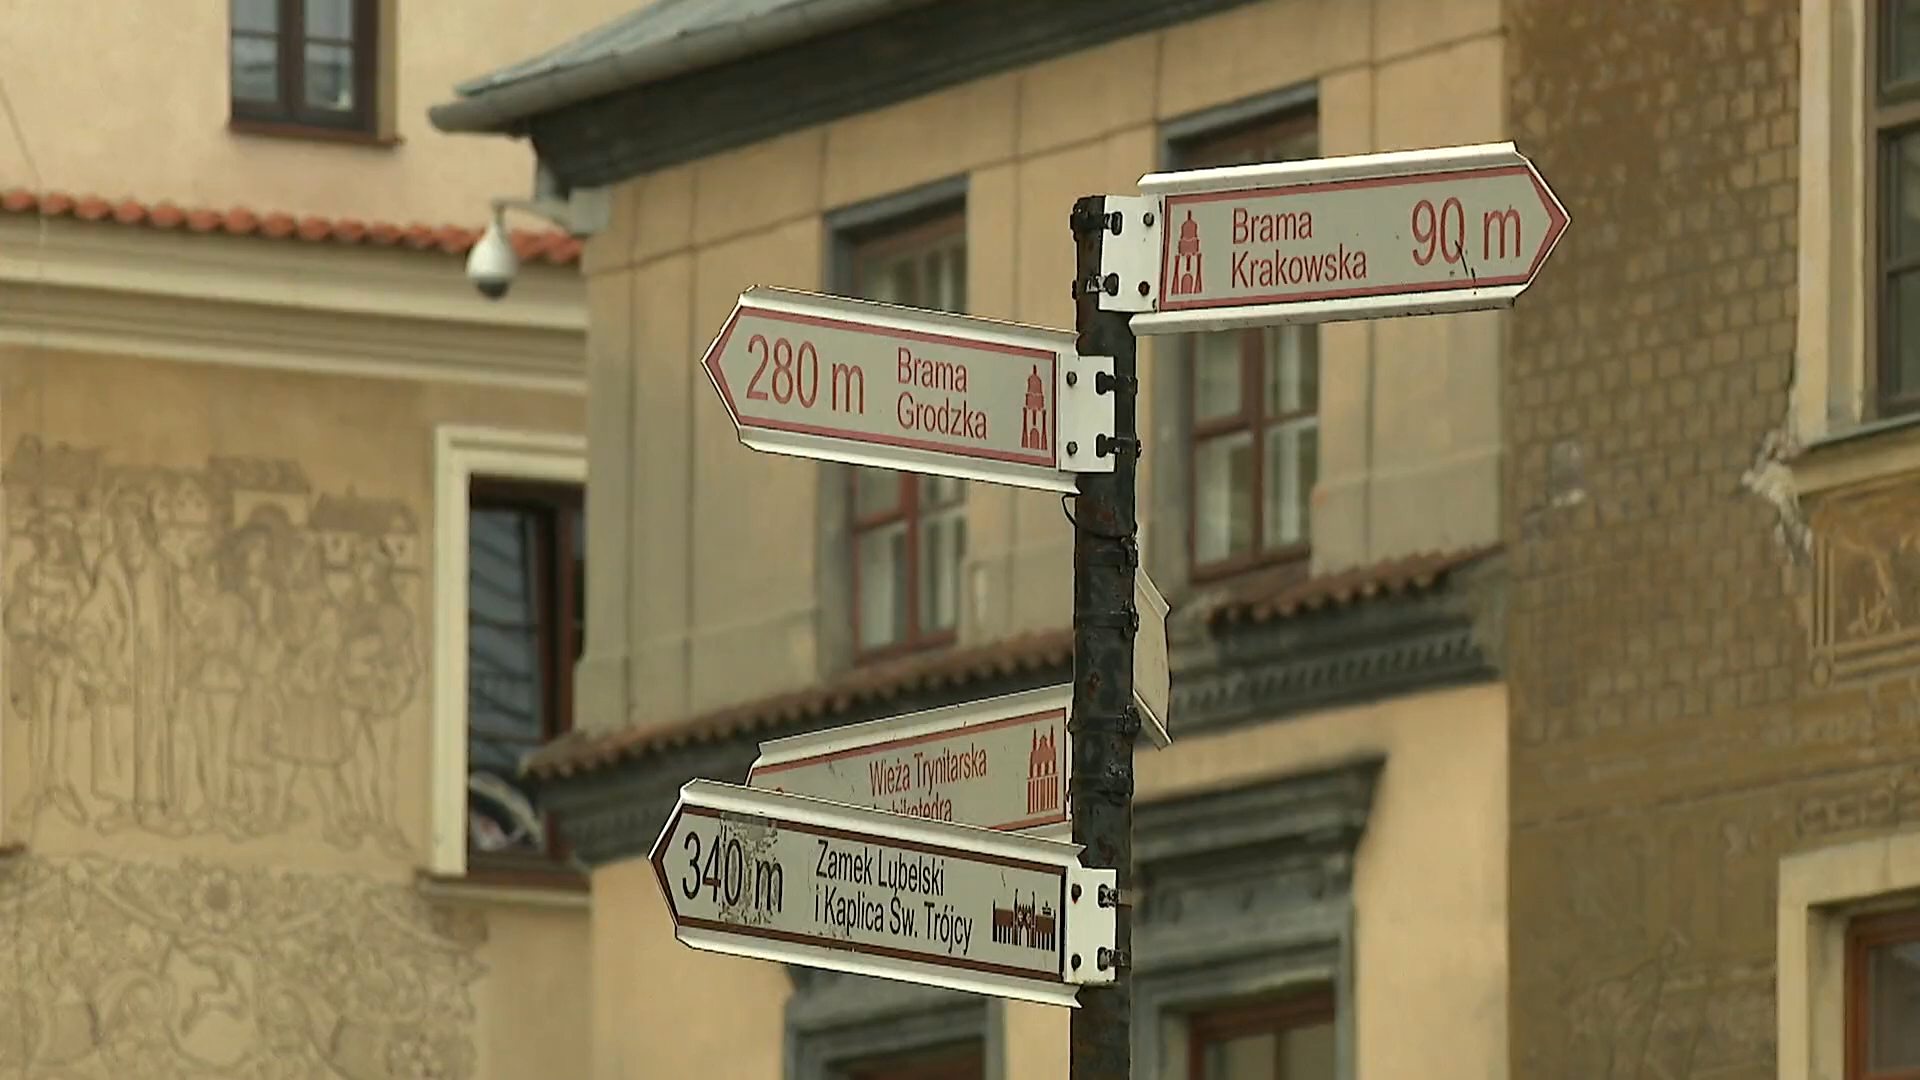 Brama
Krakowska
90 m
280 m
Brama
Grodzka
Wieża Trynitarska
340 m
Zamek Lubelski
i Kaplica Św. Trójcy